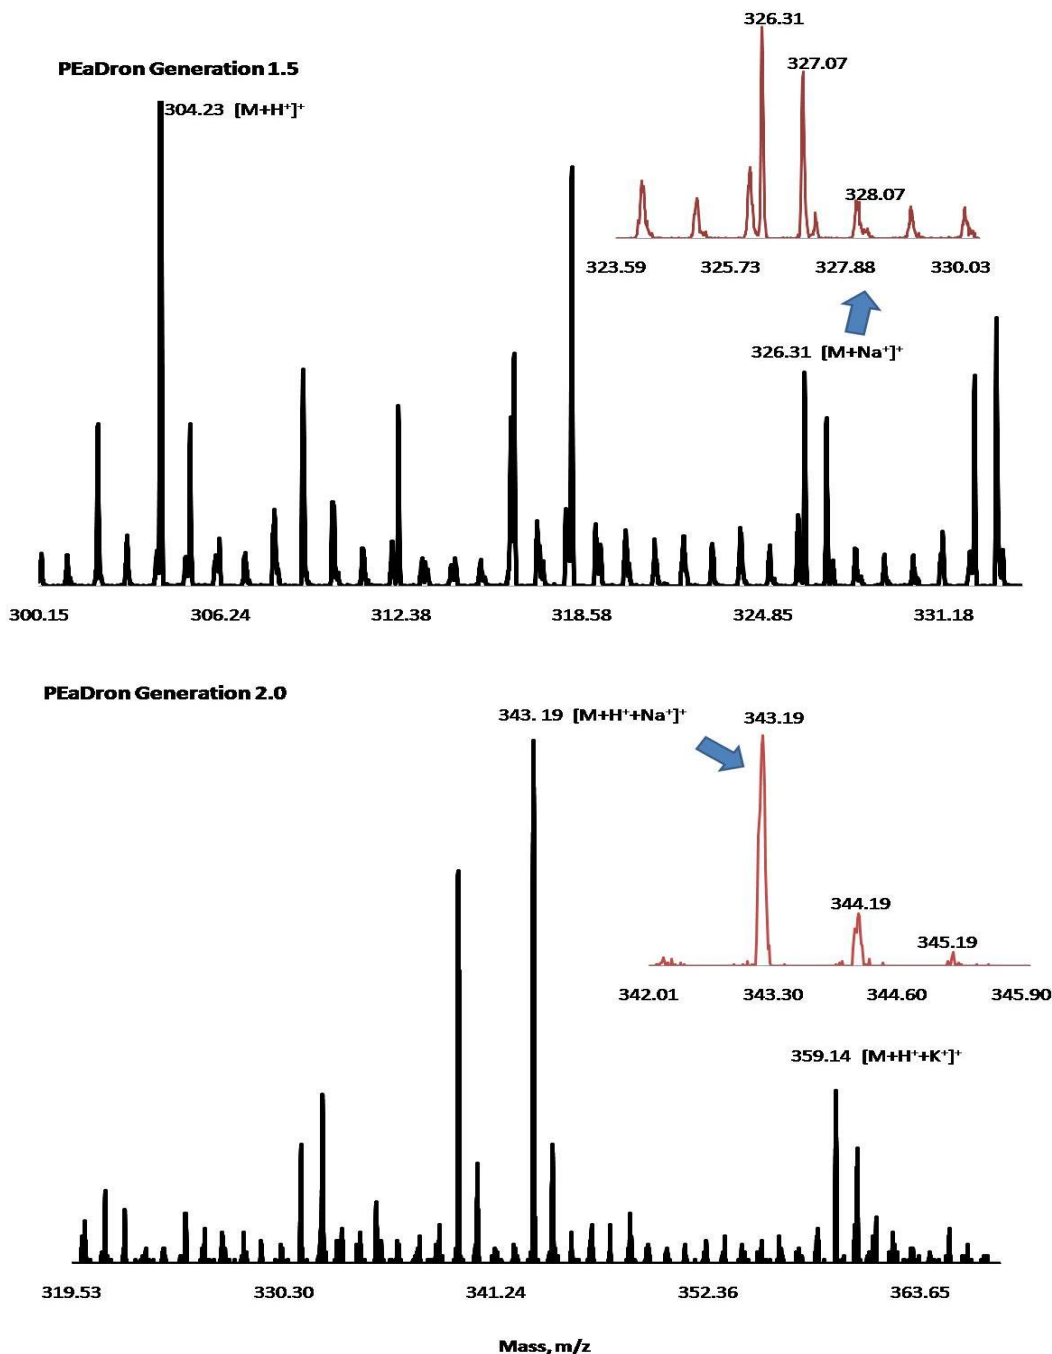 326.31
PEaDron Generation 1.5
327.07
304.23 [M+H⁺]⁺
328.07
323.59 325.73 327.88 330.03
326.31 [M+Na⁺]⁺
300.15 306.24 312.38 318.58 324.85 331.18
PEaDron Generation 2.0
343. 19 [M+H⁺+Na⁺]⁺ 343.19
344.19
345.19
342.01 343.30 344.60 345.90
359.14 [M+H⁺+K⁺]⁺
319.53 330.30 341.24 352.36 363.65
Mass, m/z